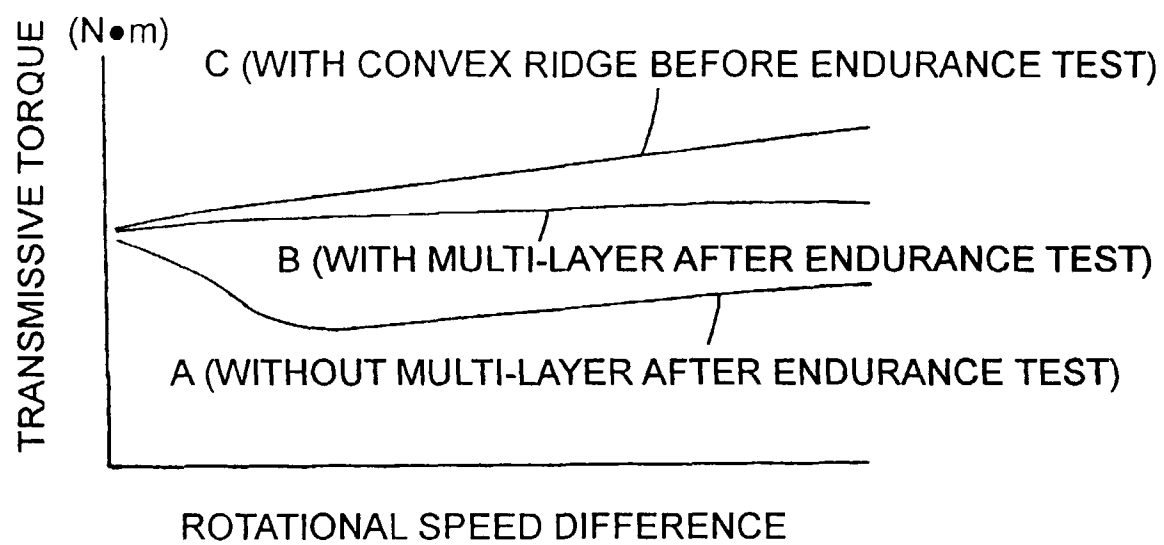 (N●m)
TRANSMISSIVE TORQUE
C (WITH CONVEX RIDGE BEFORE ENDURANCE TEST)
B (WITH MULTI-LAYER AFTER ENDURANCE TEST)
A (WITHOUT MULTI-LAYER AFTER ENDURANCE TEST)
ROTATIONAL SPEED DIFFERENCE